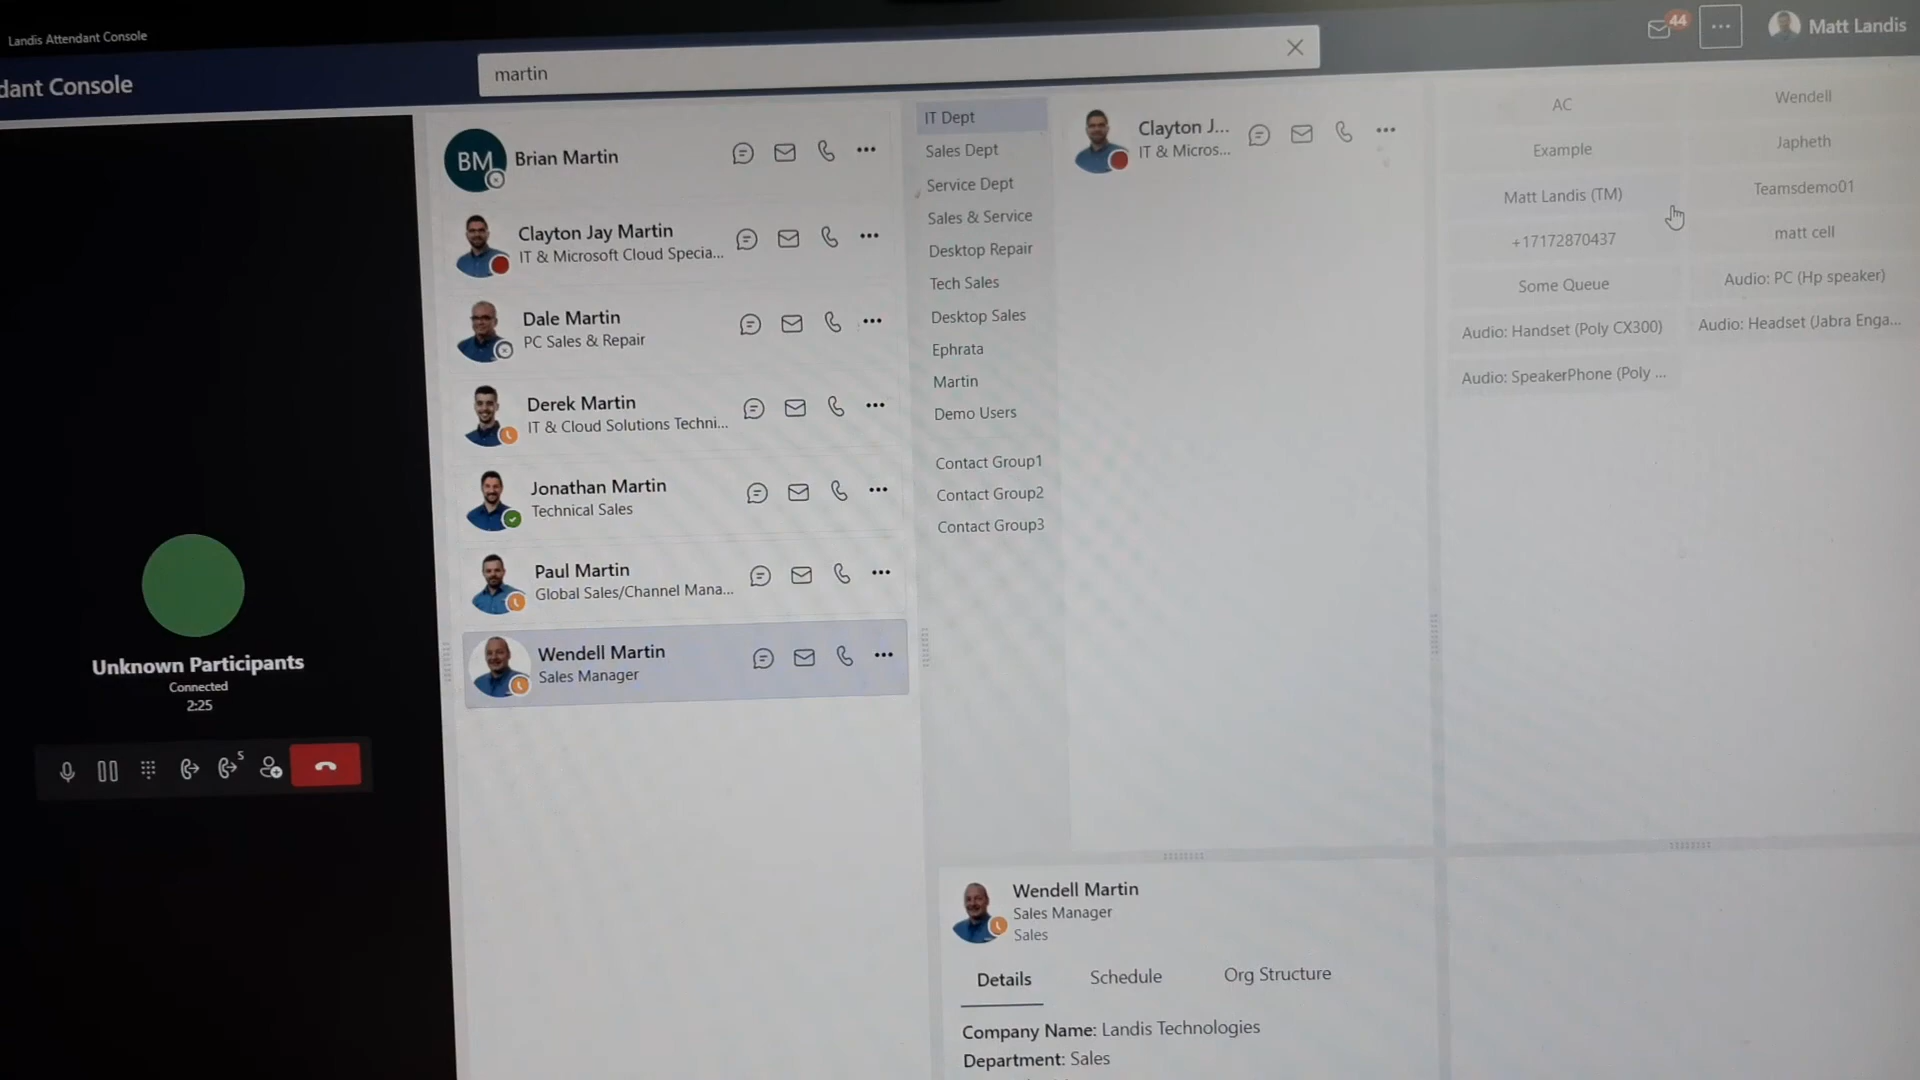 Landis Attendant Console
dant Console
martin
44
Matt Landis
BM
Brian Martin
Clayton Jay Martin
IT & Microsoft Cloud Specia...
Dale Martin
PC Sales & Repair
Derek Martin
IT & Cloud Solutions Techni...
Jonathan Martin
Technical Sales
Paul Martin
Global Sales/Channel Mana...
Wendell Martin
Sales Manager
Unknown Participants
Connected
2:25
5
IT Dept
Sales Dept
Service Dept
Sales & Service
Desktop Repair
Tech Sales
Desktop Sales
Ephrata
Martin
Demo Users
Contact Group1
Contact Group2
Contact Group3
Clayton J...
IT & Micros...
AC
Wendell
Example
Japheth
Matt Landis (TM)
Teamsdemo01
+17172870437
matt cell
Some Queue
Audio: PC (Hp speaker)
Audio: Handset (Poly CX300)
Audio: Headset (Jabra Enga...
Audio: SpeakerPhone (Poly ...
Wendell Martin
Sales Manager
Sales
Details
Schedule
Org Structure
Company Name: Landis Technologies
Department: Sales